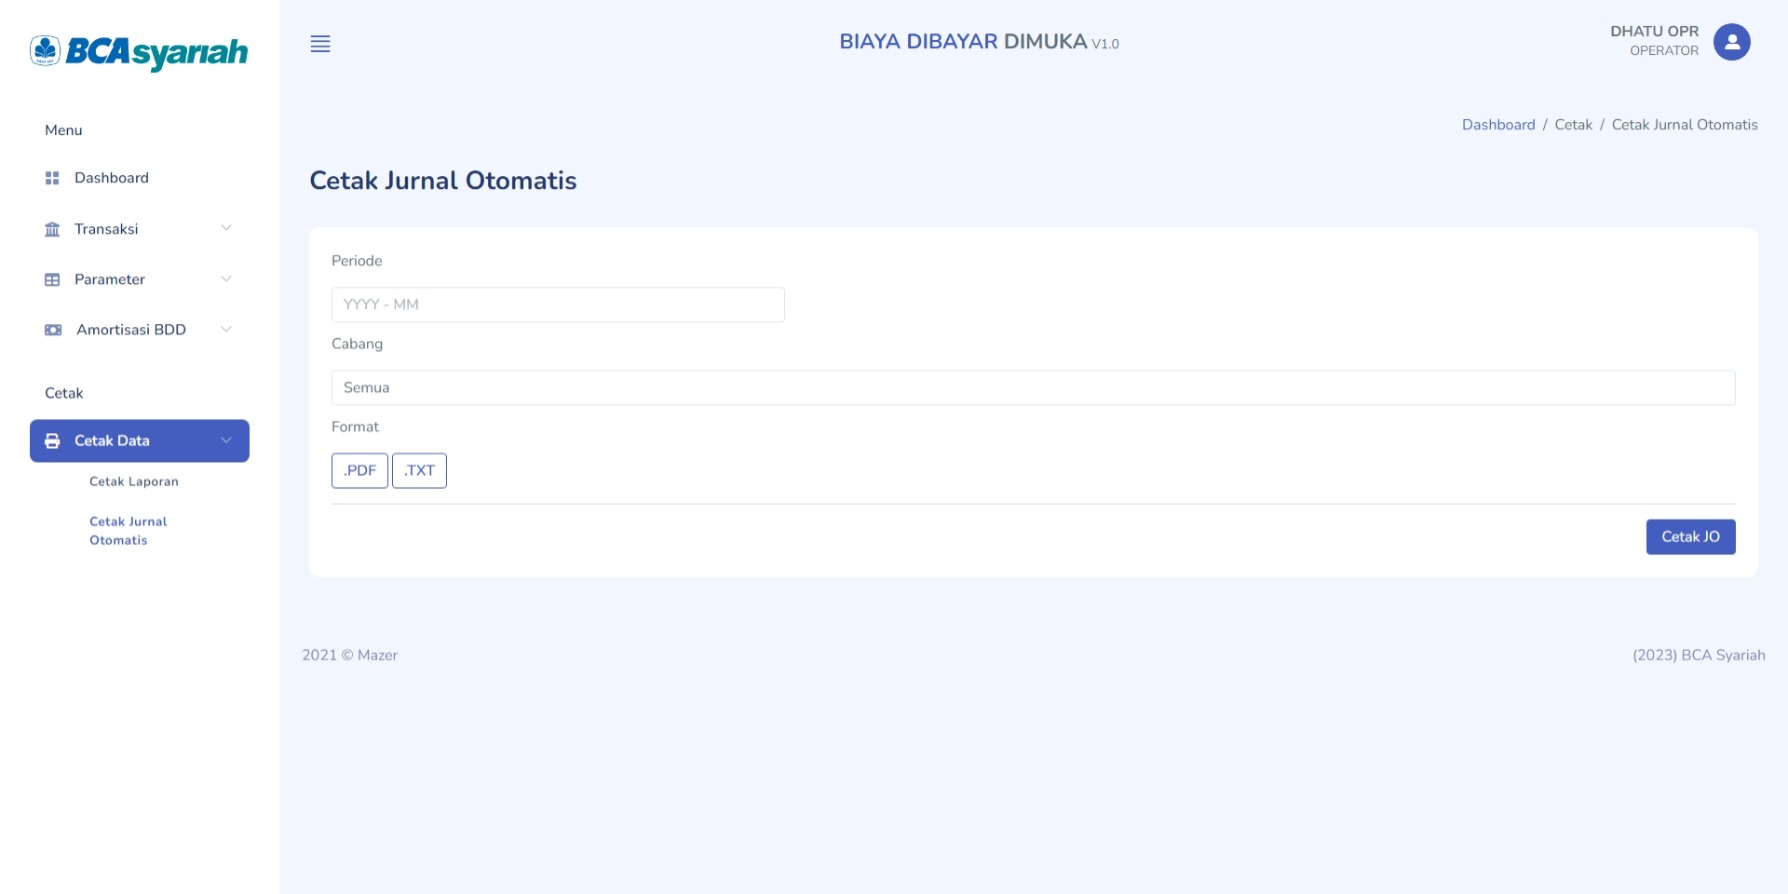 BCAsyariah
BIAYA DIBAYAR DIMUKA V1.0
DHATU OPR
OPERATOR
Menu
Dashboard
Transaksi
Parameter
Amortisasi BDD
Cetak
Cetak Data
Cetak Laporan
Cetak Jurnal
Otomatis
Dashboard / Cetak / Cetak Jurnal Otomatis
Cetak Jurnal Otomatis
Periode
YYYY - MM
Cabang
Semua
Format
.PDF .TXT
Cetak JO
2021 © Mazer
(2023) BCA Syariah